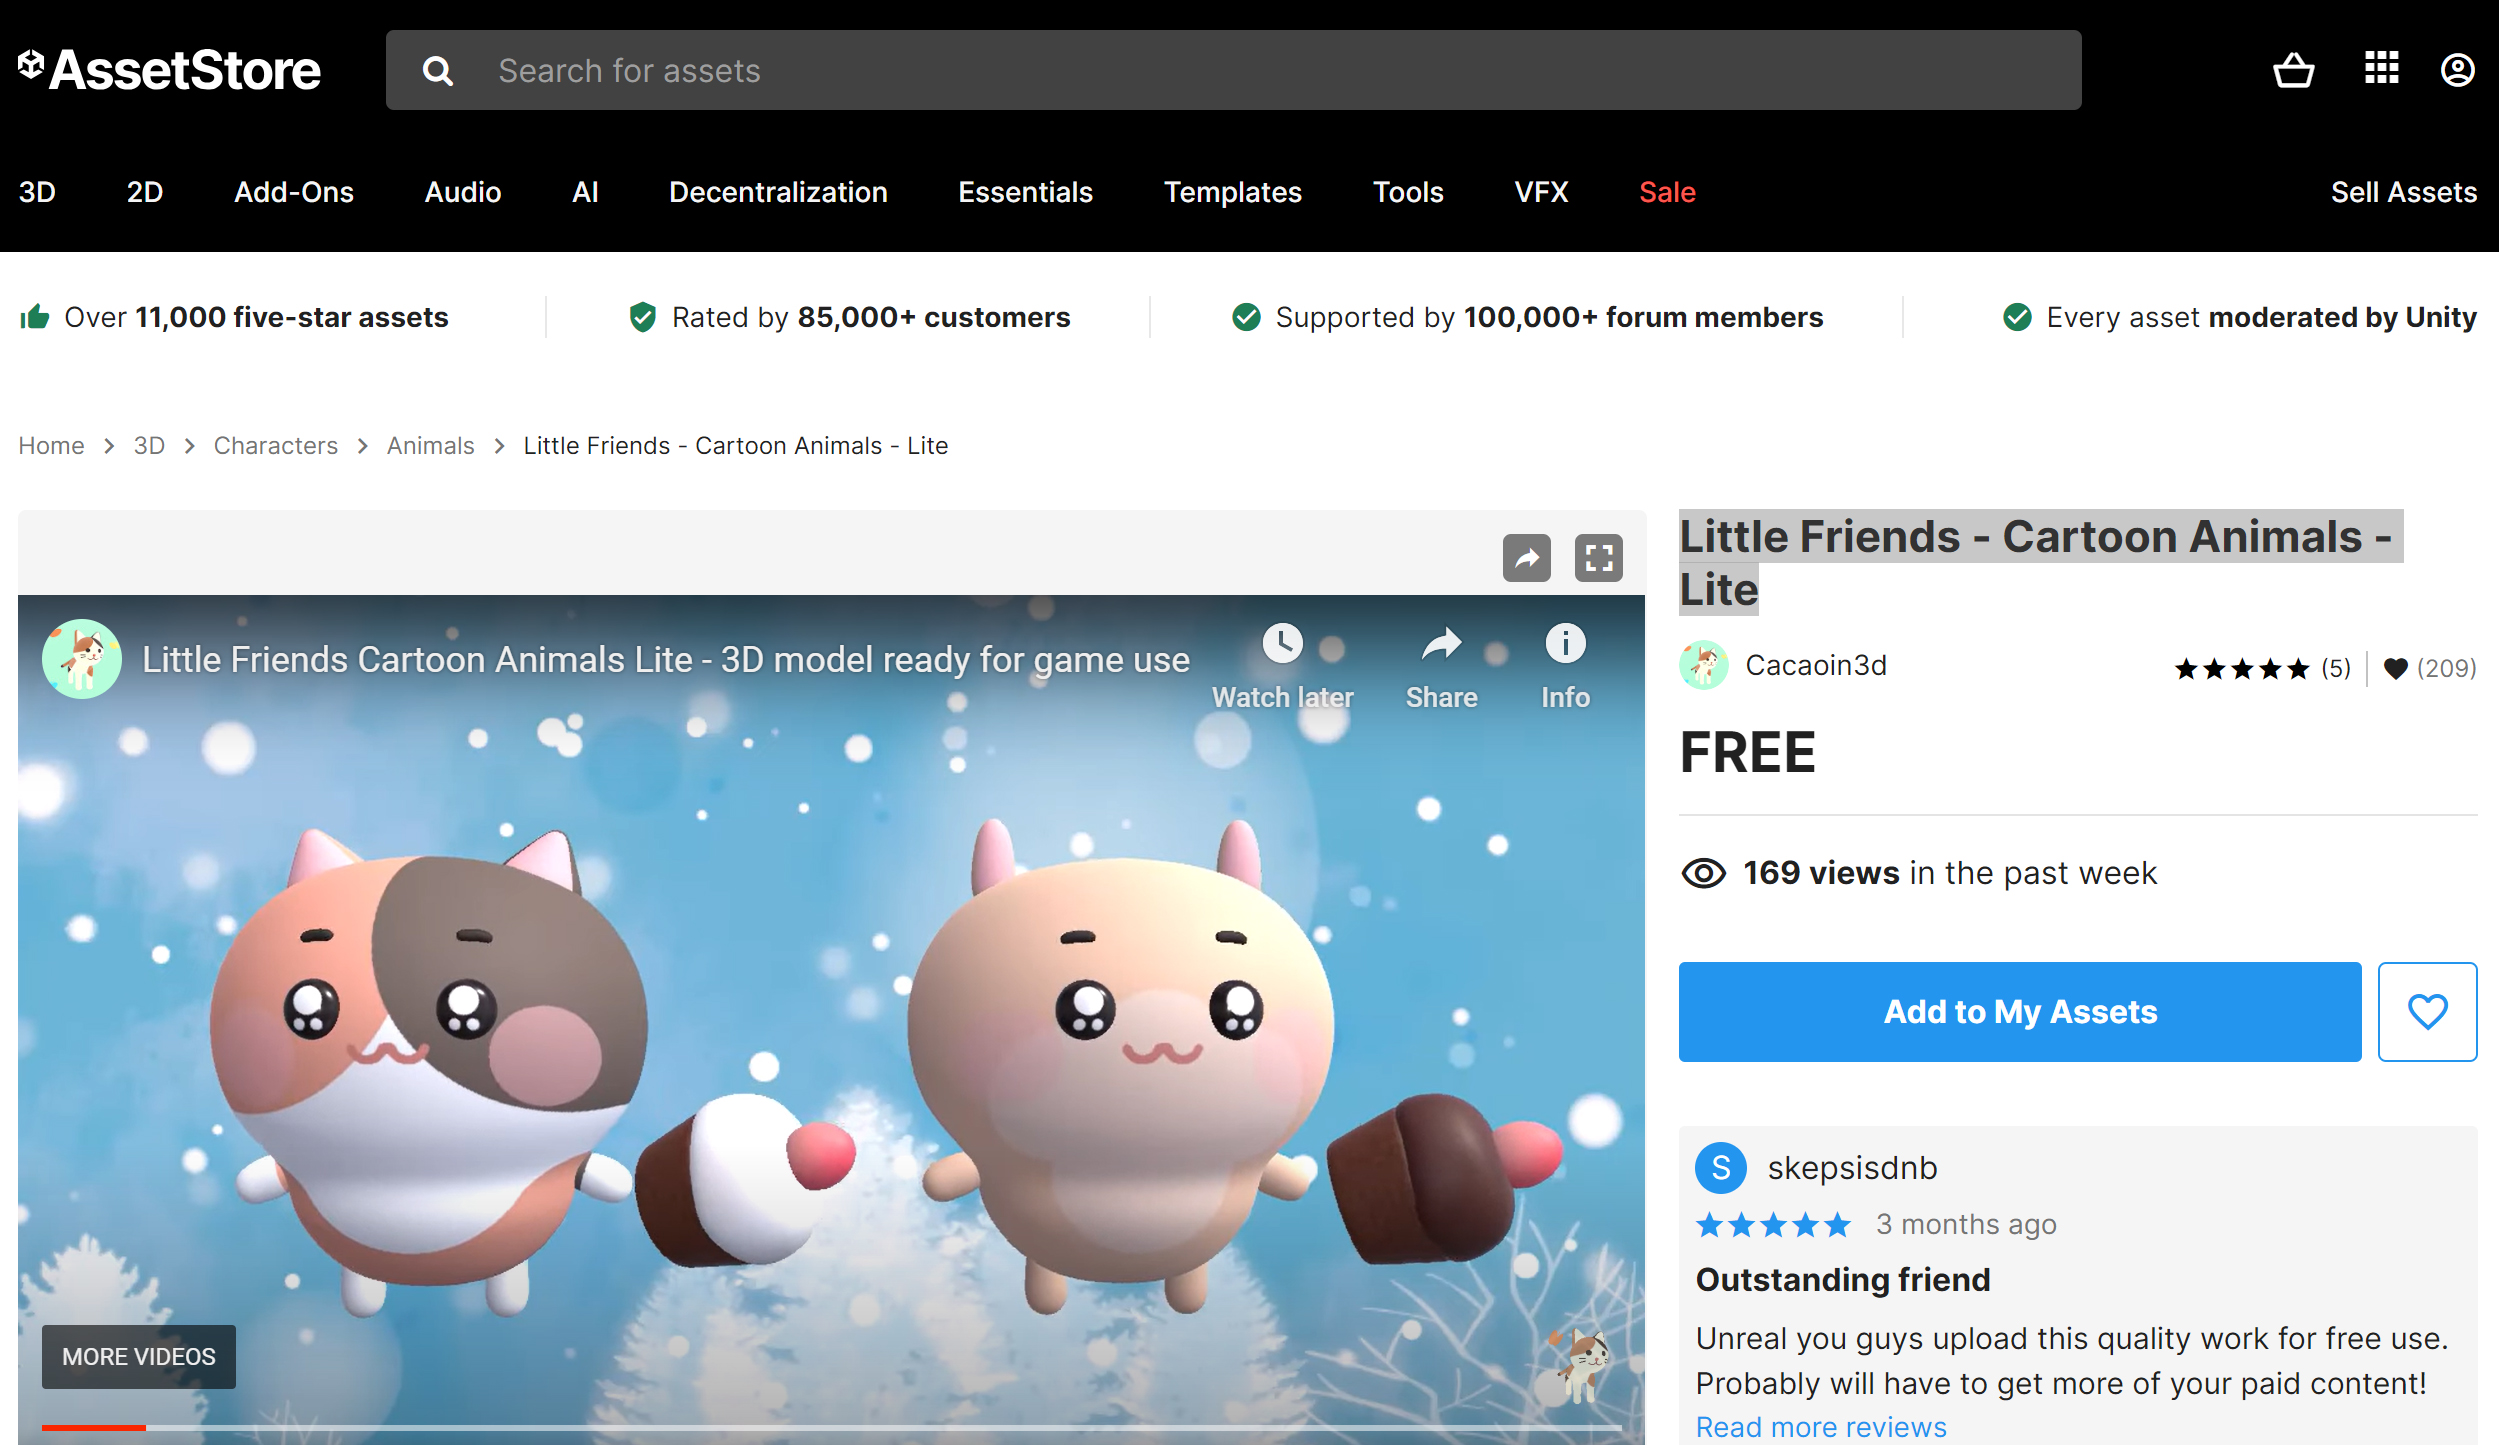 AssetStore
Search for assets
3D 2D Add-Ons Audio AI Decentralization Essentials Templates Tools VFX Sale Sell Assets
Over 11,000 five-star assets
Rated by 85,000+ customers
Supported by 100,000+ forum members
Every asset moderated by Unity
Home > 3D > Characters > Animals > Little Friends - Cartoon Animals - Lite
Little Friends Cartoon Animals Lite - 3D model ready for game use
Watch later
Share
Info
MORE VIDEOS
Little Friends - Cartoon Animals -
Lite
Cacaoin3d
(5)
(209)
FREE
169 views in the past week
Add to My Assets
S
skepsisdnb
3 months ago
Outstanding friend
Unreal you guys upload this quality work for free use.
Probably will have to get more of your paid content!
Read more reviews